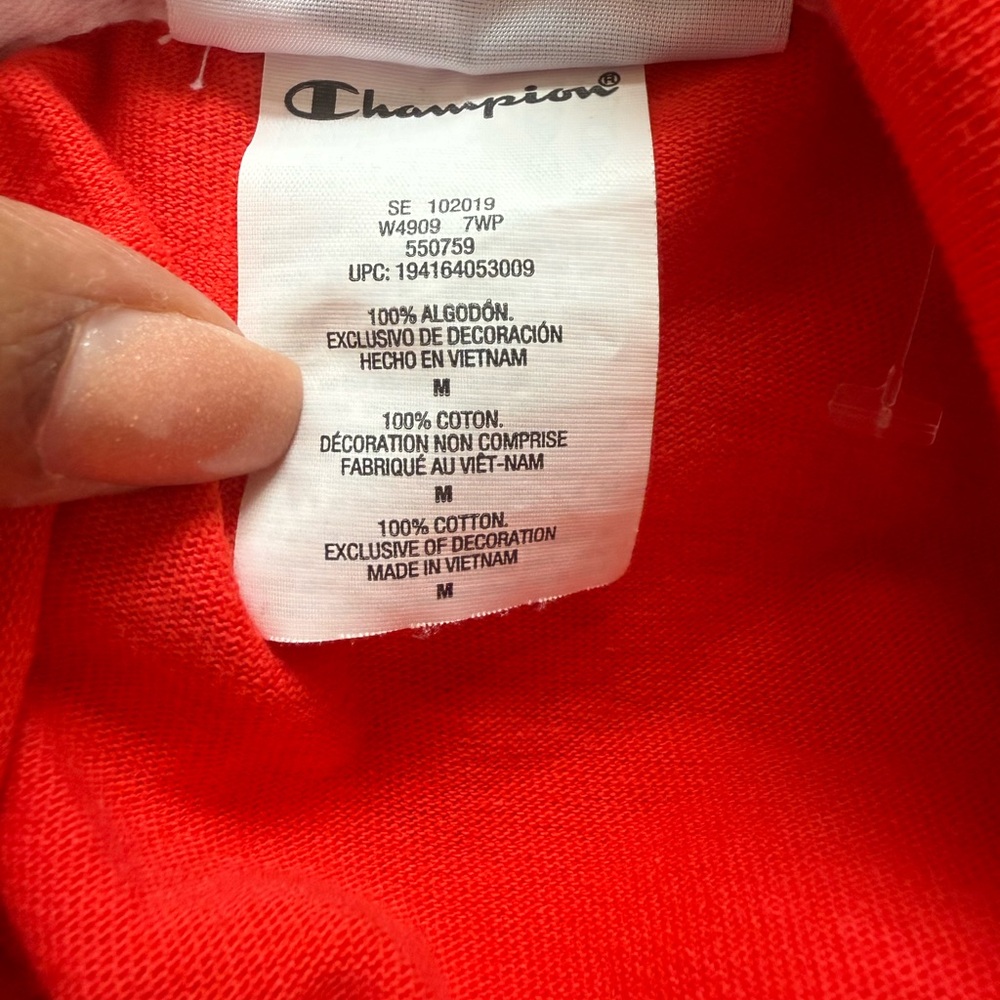 Champion®
SE 102019
W4909 7WP
550759
UPC: 194164053009
100% ALGODÓN.
EXCLUSIVO DE DECORACIÓN
HECHO EN VIETNAM
M
100% COTON.
DÉCORATION NON COMPRISE
FABRIQUÉ AU VIÊT-NAM
M
100% COTTON.
EXCLUSIVE OF DECORATION
MADE IN VIETNAM
M